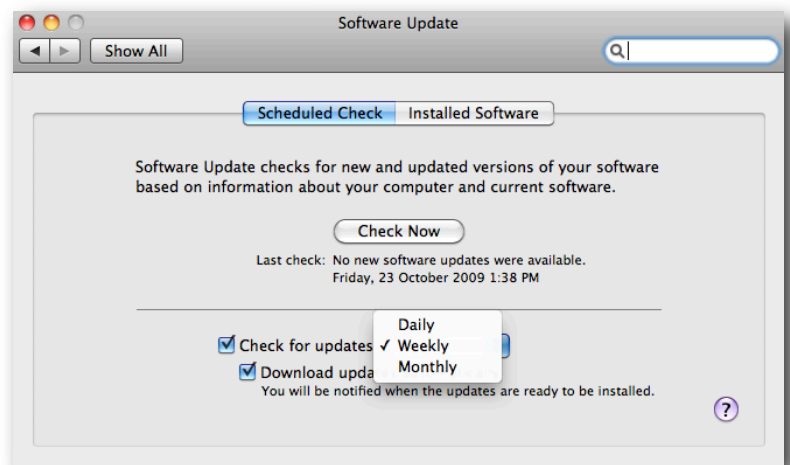 Software Update
Show All
Scheduled Check Installed Software
Software Update checks for new and updated versions of your software
based on information about your computer and current software.
Check Now
Last check: No new software updates were available.
Friday, 23 October 2009 1:38 PM
Daily
Check for updates ✓ Weekly
Monthly
Download
You will be notified when the updates are ready to be installed.
?